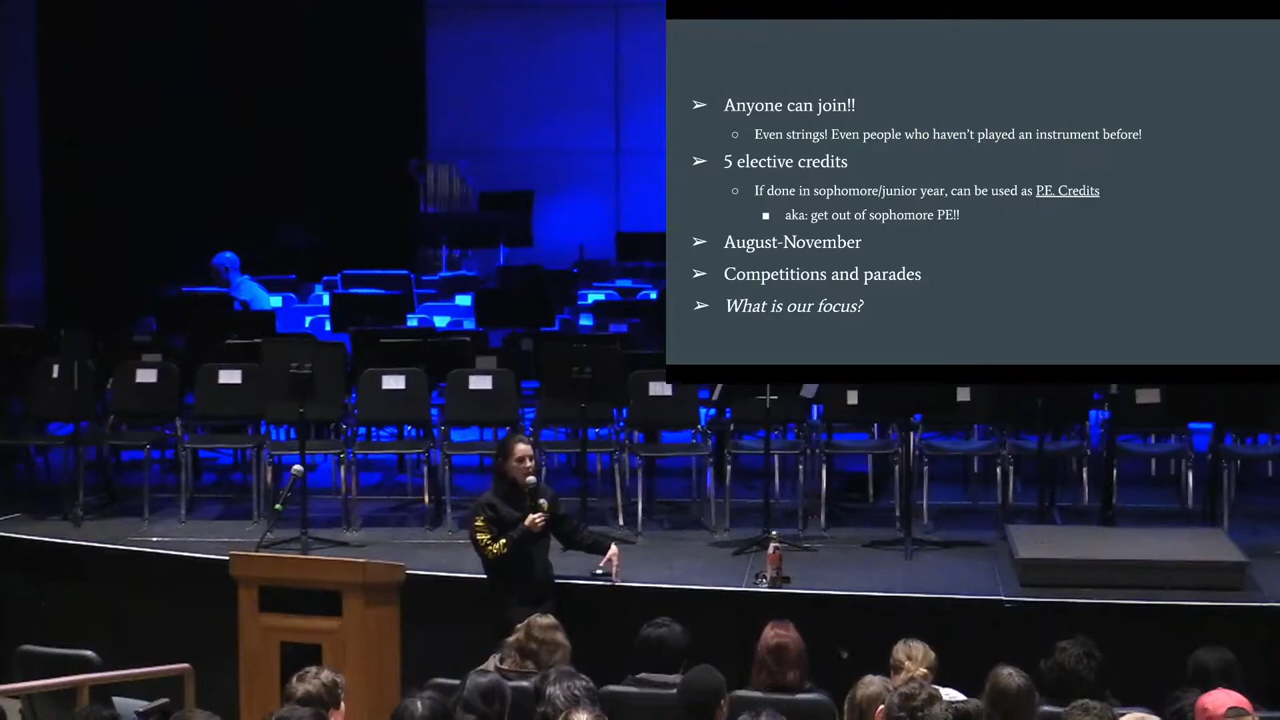 ➢ Anyone can join!!
○ Even strings! Even people who haven't played an instrument before!
➢ 5 elective credits
○ If done in sophomore/junior year, can be used as P.E. Credits
■ aka: get out of sophomore PE!!
➢ August-November
➢ Competitions and parades
➢ What is our focus?